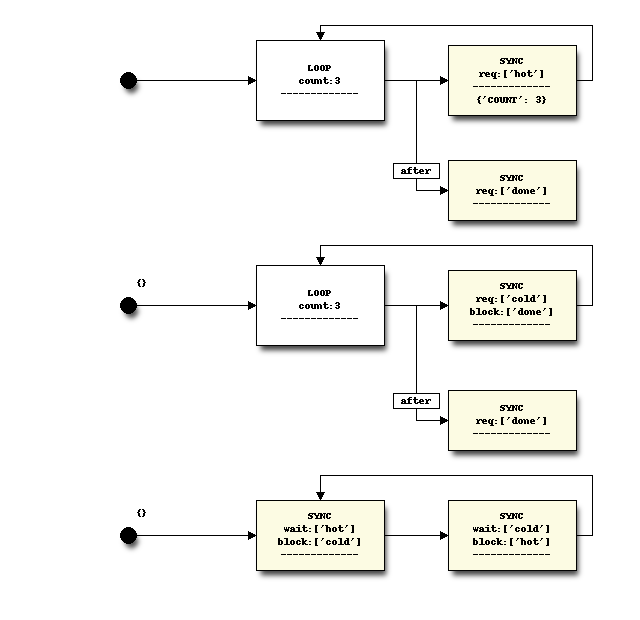 LOOP
count:3
-------------
SYNC
req:['hot']
-------------
{'COUNT': 3}
after
SYNC
req:['done']
-------------
{}
LOOP
count:3
-------------
SYNC
req:['cold']
block:['done']
-------------
after
SYNC
req:['done']
-------------
{}
SYNC
wait:['hot']
block:['cold']
-------------
SYNC
wait:['cold']
block:['hot']
-------------